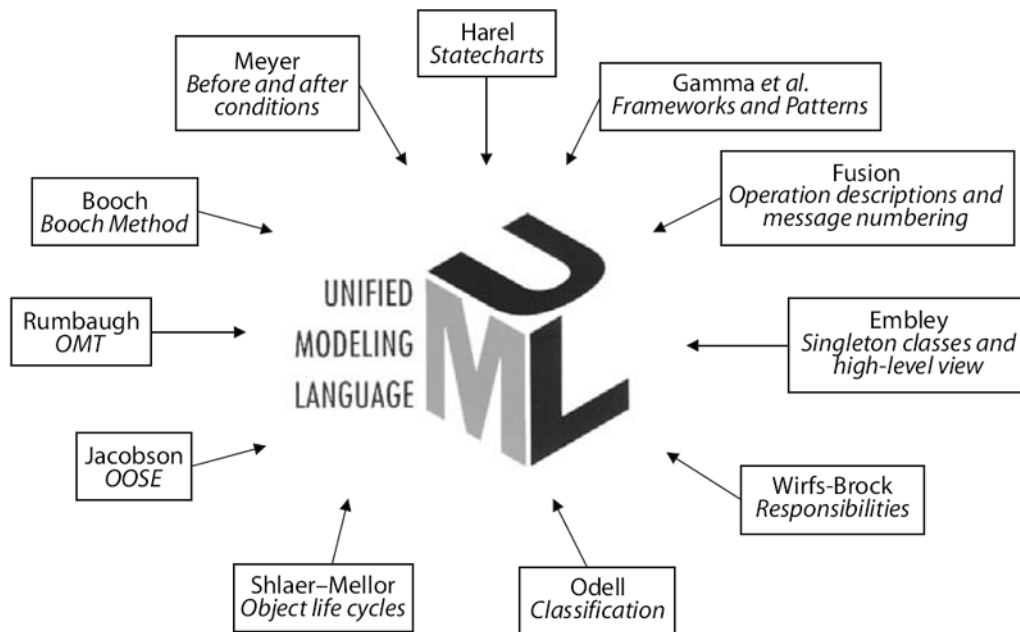 Harel
Statecharts
Meyer
Before and after
conditions
Gamma et al.
Frameworks and Patterns
Fusion
Operation descriptions and
message numbering
Booch
Booch Method
UML
UNIFIED
MODELING
LANGUAGE
Rumbaugh
OMT
Embley
Singleton classes and
high-level view
Jacobson
OOSE
Wirfs-Brock
Responsibilities
Shlaer–Mellor
Object life cycles
Odell
Classification